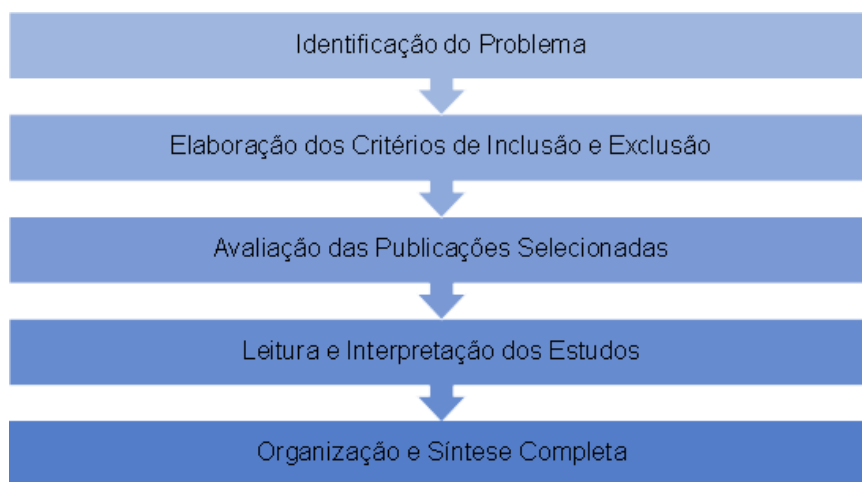 Identificação do Problema
Elaboração dos Critérios de Inclusão e Exclusão
Avaliação das Publicações Selecionadas
Leitura e Interpretação dos Estudos
Organização e Síntese Completa